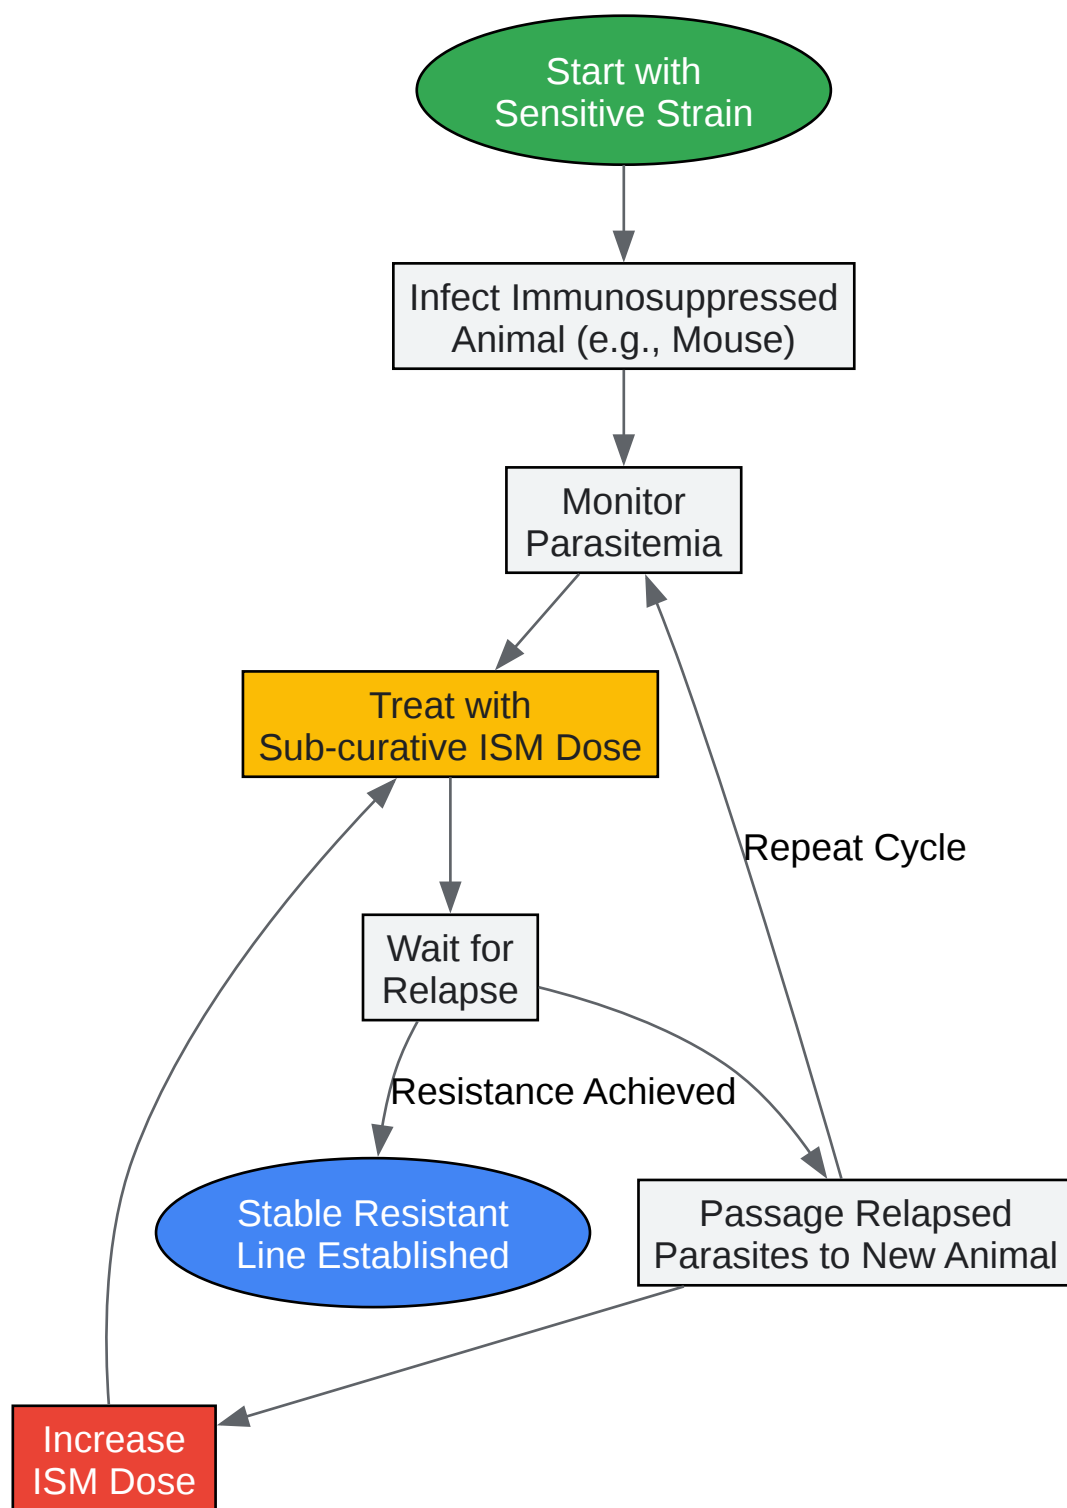 Start with
Sensitive Strain
Infect Immunosuppressed
Animal (e.g., Mouse)
Monitor
Parasitemia
Treat with
Sub-curative ISM Dose
Repeat Cycle
Wait for
Relapse
Resistance Achieved
Stable Resistant
Line Established
Passage Relapsed
Parasites to New Animal
Increase
ISM Dose